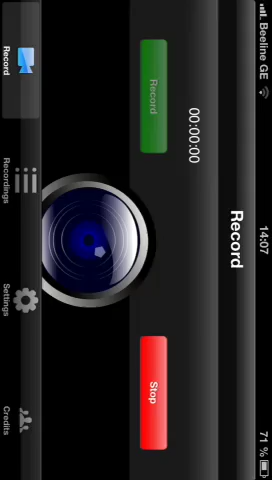 Beeline GE 14:07 71 %
Record
00:00:00
Record Stop
Record Recordings Settings Credits